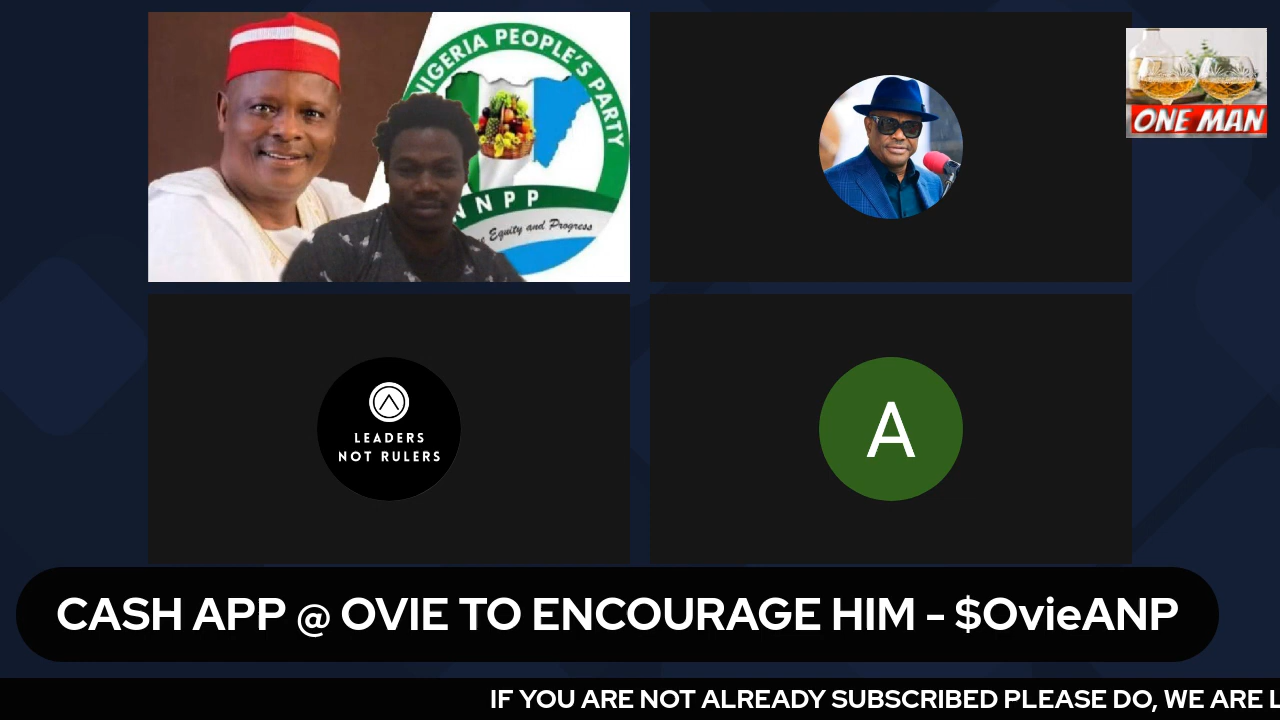 NIGERIA PEOPLE'S PARTY
NNPP
Equity and Progress
ONE MAN
LEADERS
NOT RULERS
A
CASH APP @ OVIE TO ENCOURAGE HIM - $OvieANP
IF YOU ARE NOT ALREADY SUBSCRIBED PLEASE DO, WE ARE